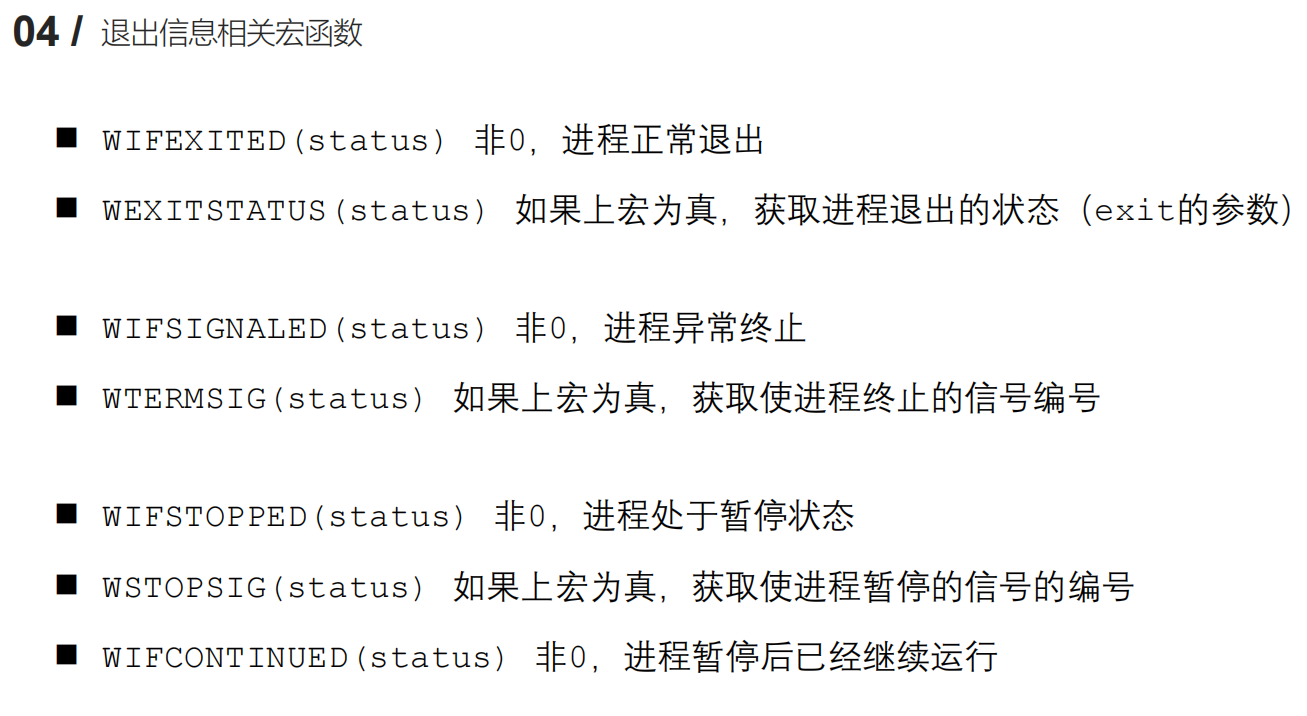 04 / 退出信息相关宏函数
■ WIFEXITED(status) 非0，进程正常退出
■ WEXITSTATUS(status) 如果上宏为真，获取进程退出的状态（exit的参数）
■ WIFSIGNALED(status) 非0，进程异常终止
■ WTERMSIG(status) 如果上宏为真，获取使进程终止的信号编号
■ WIFSTOPPED(status) 非0，进程处于暂停状态
■ WSTOPSIG(status) 如果上宏为真，获取使进程暂停的信号的编号
■ WIFCONTINUED(status) 非0，进程暂停后已经继续运行